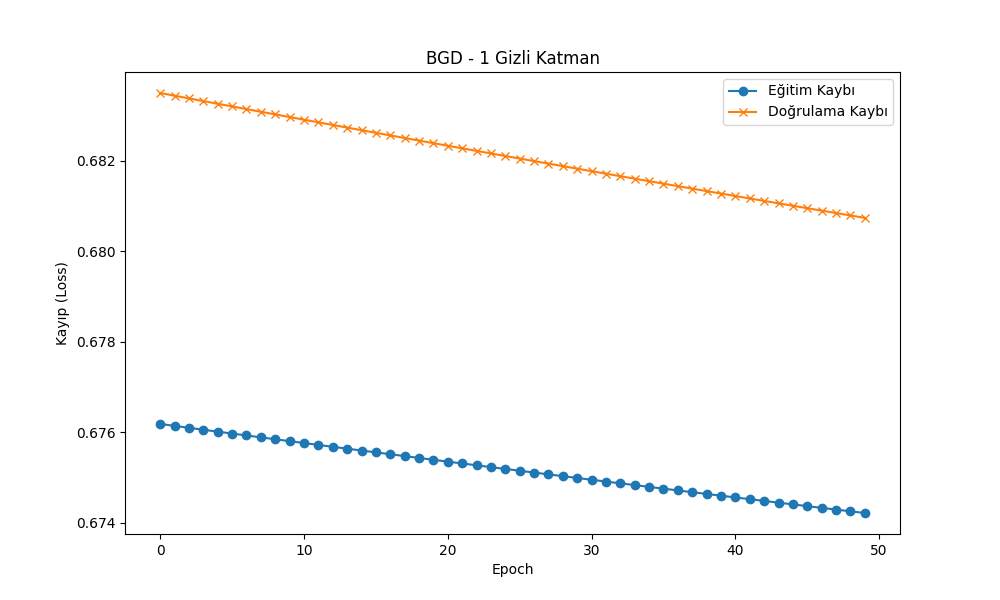 BGD - 1 Gizli Katman
Eğitim Kaybı
Doğrulama Kaybı
Kayıp (Loss)
0.682
0.680
0.678
0.676
0.674
0 10 20 30 40 50
Epoch